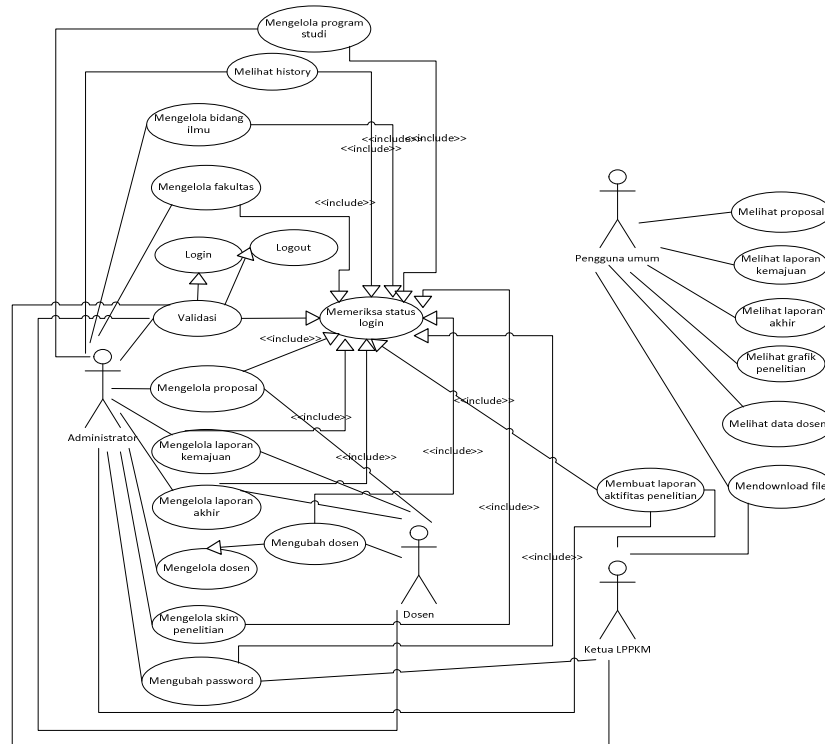 Mengelola program
studi
Melihat history
Mengelola bidang
ilmu
<<include>>
<<include>>
<<include>>
Mengelola fakultas
<<include>>
Login
Logout
Validasi
Memeriksa status
login
<<include>>
Mengelola proposal
Administrator
Mengelola laporan
kemajuan
<<include>>
<<include>>
<<include>>
Mengelola laporan
akhir
<<include>>
Mengubah dosen
Mengelola dosen
<<include>>
<<include>>
Dosen
Mengelola skim
penelitian
Mengubah password
Pengguna umum
Melihat proposal
Melihat laporan
kemajuan
Melihat laporan
akhir
Melihat grafik
penelitian
Melihat data dosen
Membuat laporan
aktifitas penelitian
Mendownload file
Ketua LPPKM